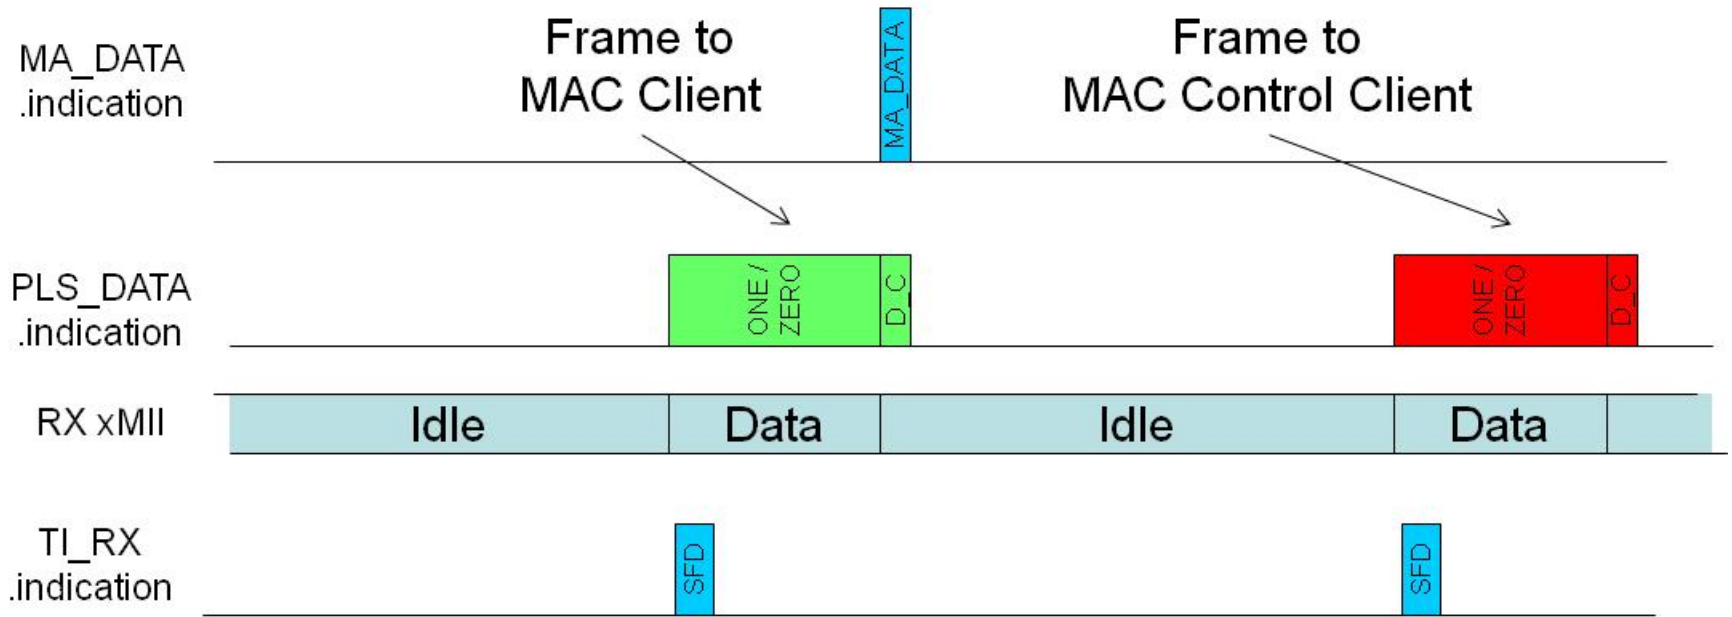 MA_DATA
.indication
Frame to
MAC Client
MA_DATA
Frame to
MAC Control Client
PLS_DATA
.indication
ONE /
ZERO
D_C
ONE /
ZERO
D_C
RX xMII
Idle
Data
Idle
Data
TI_RX
.indication
SFD
SFD